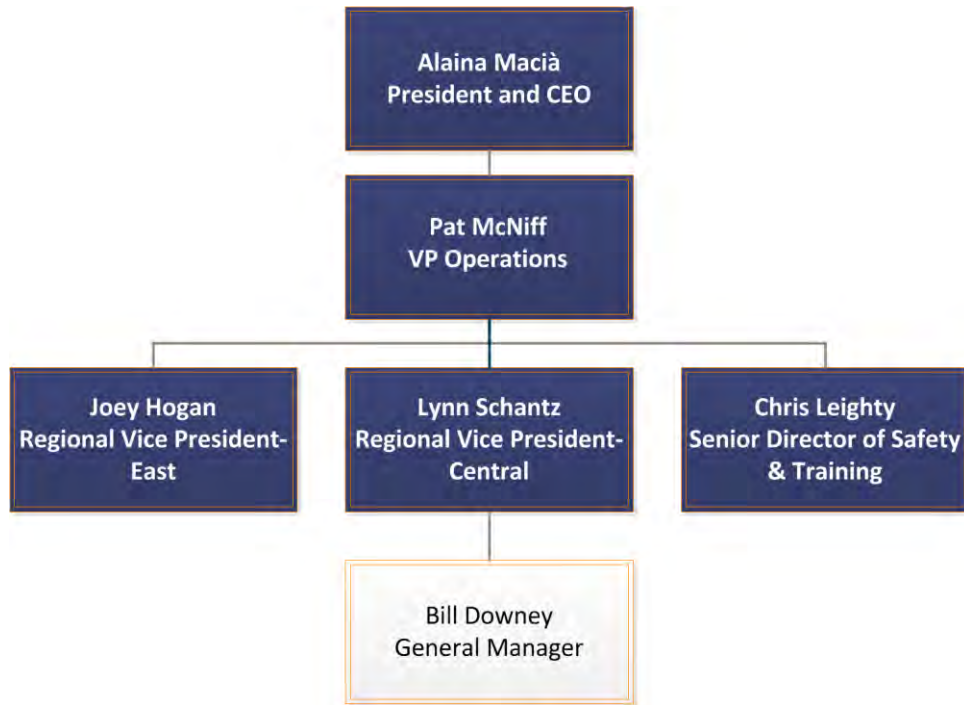 Alaina Macià
President and CEO
Pat McNiff
VP Operations
Joey Hogan
Regional Vice President-
East
Lynn Schantz
Regional Vice President-
Central
Chris Leighty
Senior Director of Safety
& Training
Bill Downey
General Manager